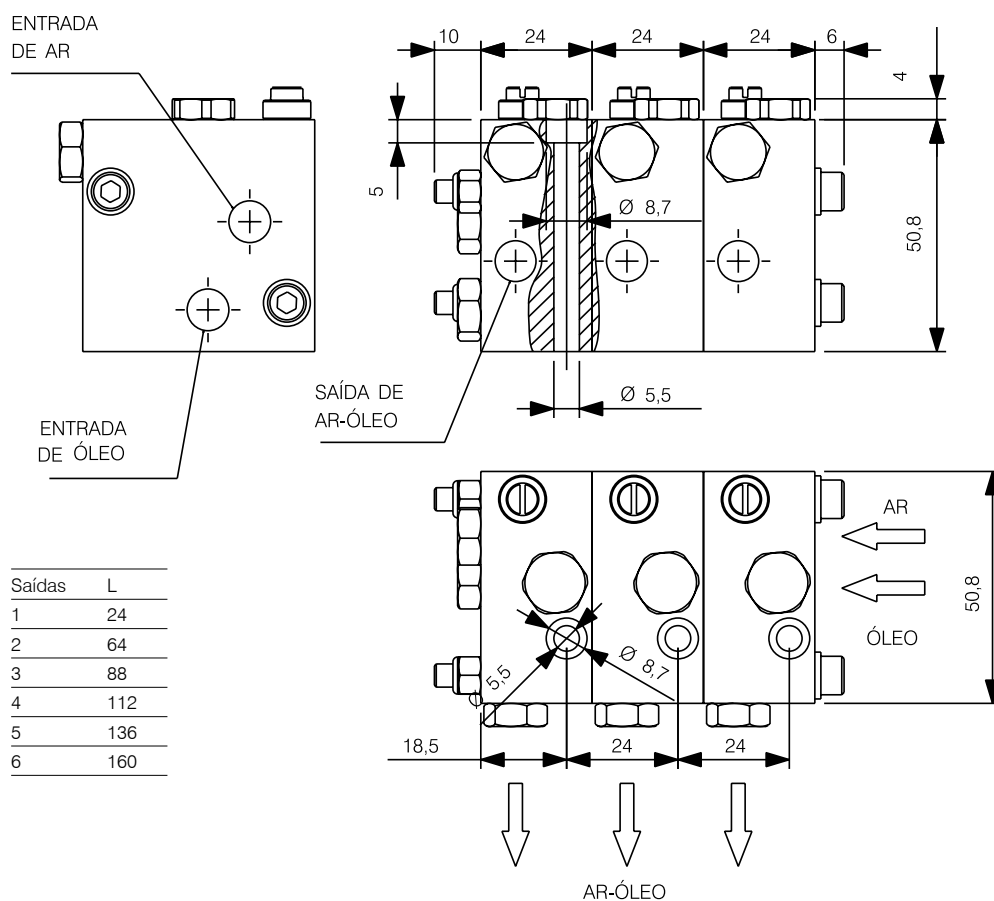 ENTRADA
DE AR
10
24
24
24
6
4
5
Ø 8,7
50,8
SAÍDA DE
AR-ÓLEO
Ø 5,5
ENTRADA
DE ÓLEO
AR
ÓLEO
50,8
Ø 5,5
Ø 8,7
18,5
24
24
AR-ÓLEO
Saídas L
1 24
2 64
3 88
4 112
5 136
6 160